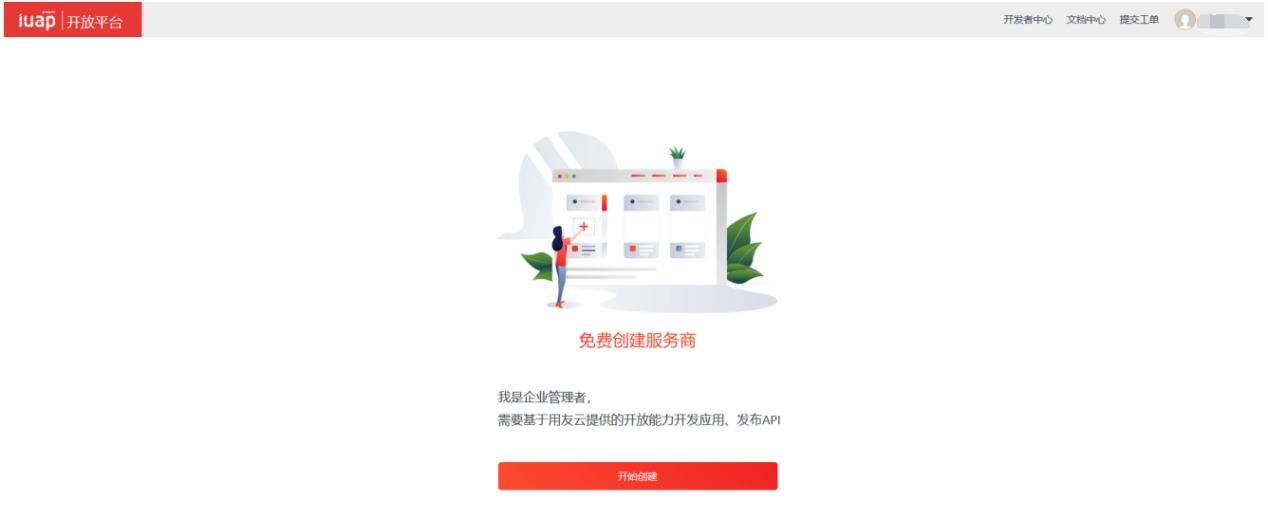 iuap 开放平台
开发者中心 文档中心 提交工单
免费创建服务商
我是企业管理者，
需要基于用友云提供的开放能力开发应用、发布API
开始创建